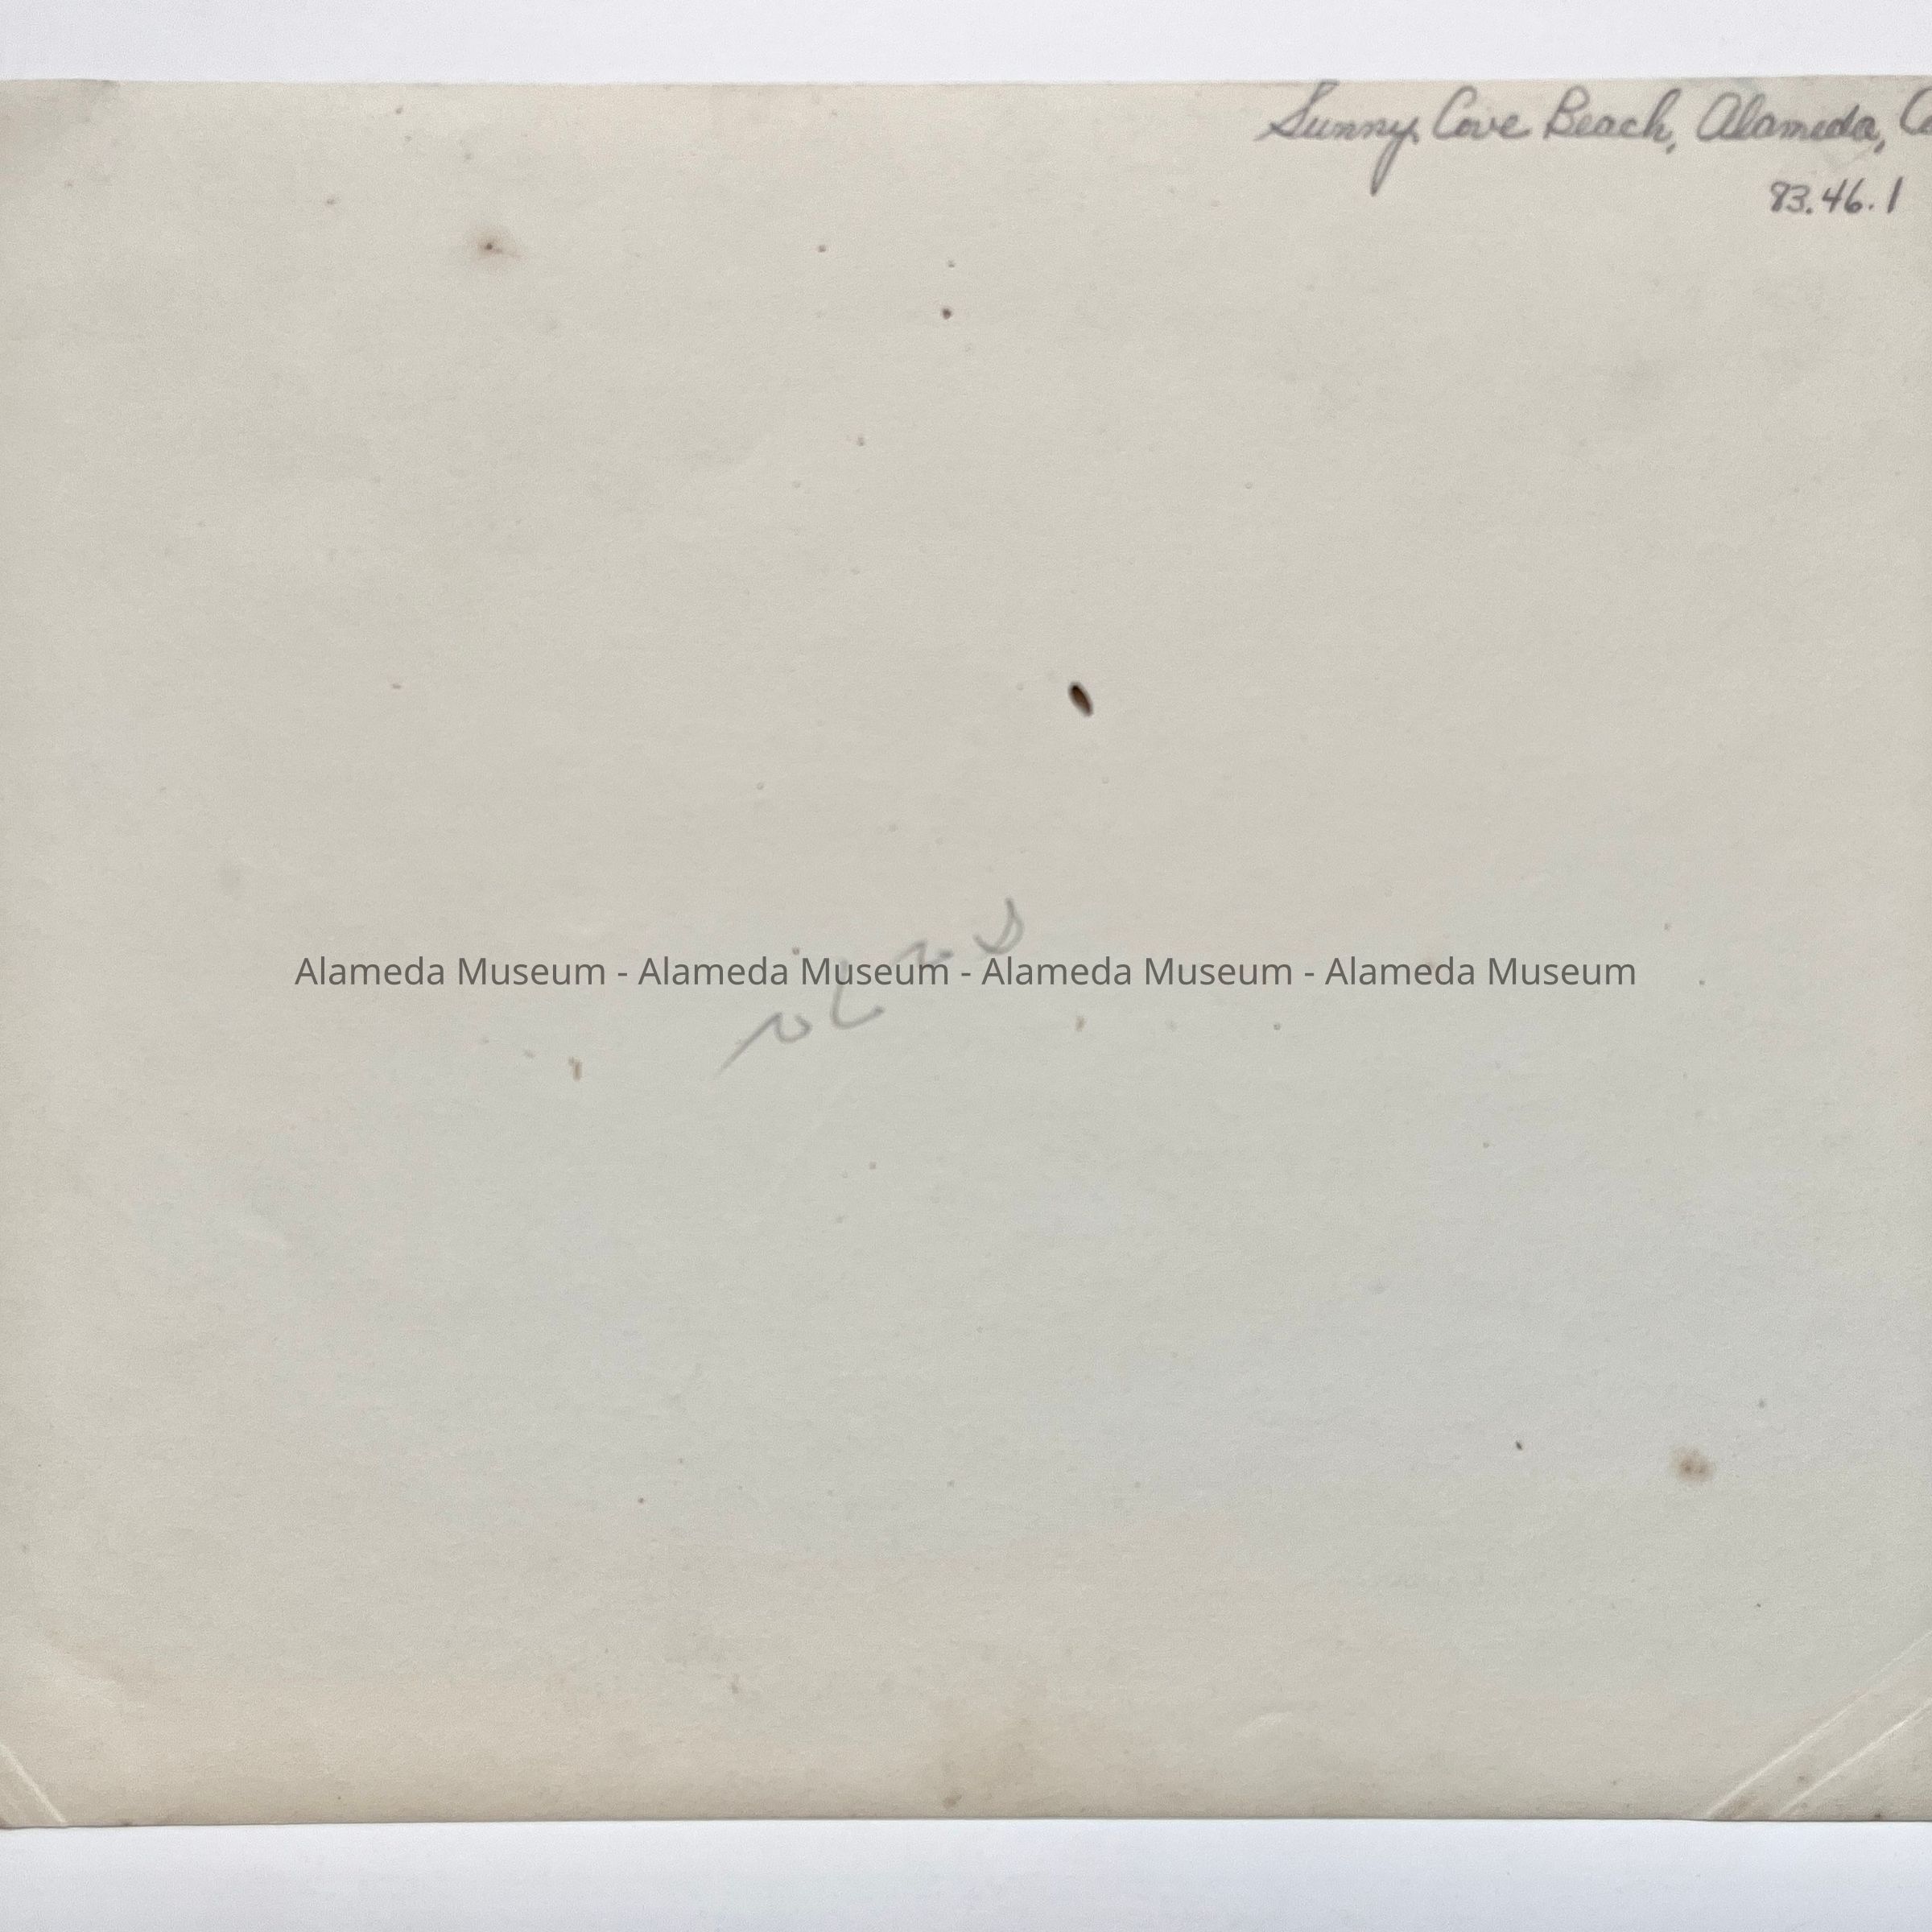 Sunny Cove Beach, Alameda,
83.46.1
Alameda Museum - Alameda Museum - Alameda Museum - Alameda Museum